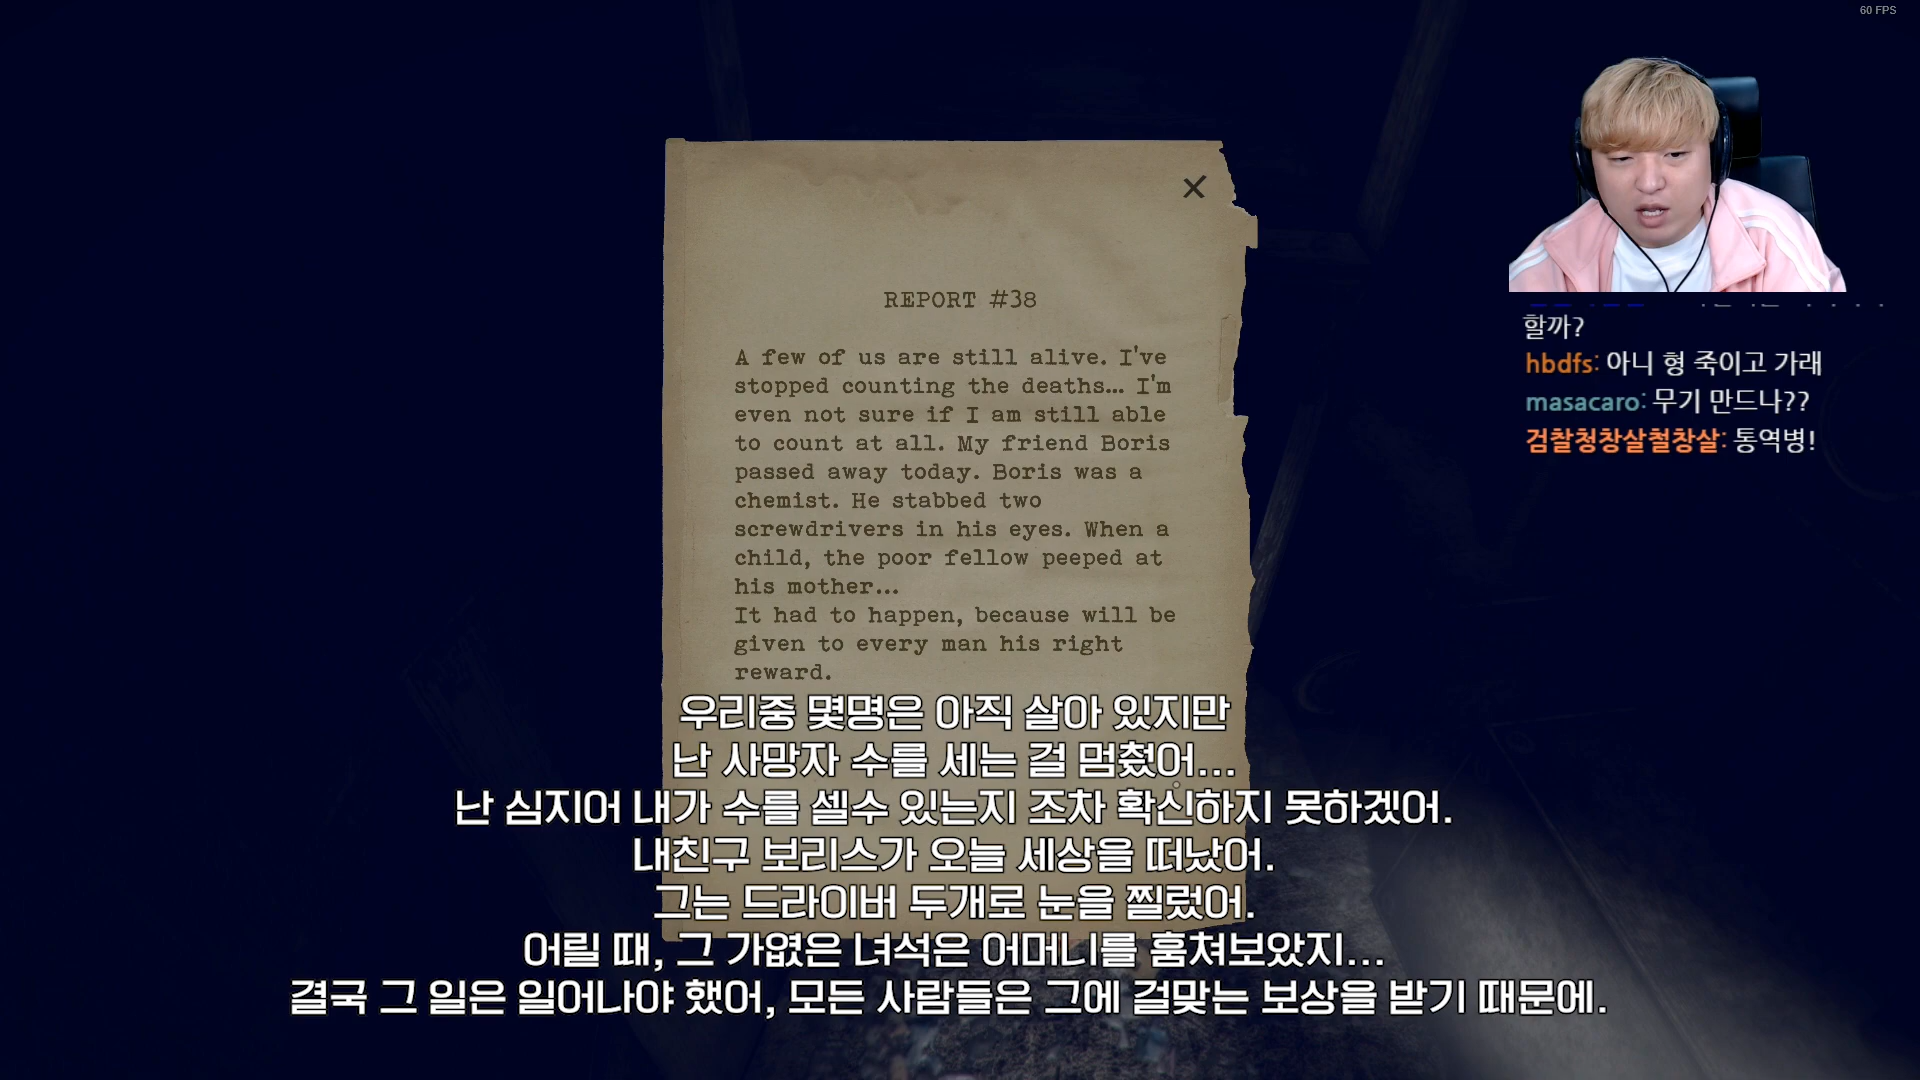 60 FPS
REPORT #38
A few of us are still alive. I've
stopped counting the deaths... I'm
even not sure if I am still able
to count at all. My friend Boris
passed away today. Boris was a
chemist. He stabbed two
screwdrivers in his eyes. When a
child, the poor fellow peeped at
his mother...
It had to happen, because will be
given to every man his right
reward.
할까?
hbdfs: 아니 형 죽이고 가래
masacaro: 무기 만드나??
검찰청창살철창살: 통역병!
우리중 몇명은 아직 살아 있지만
난 사망자 수를 세는 걸 멈췄어...
난 심지어 내가 수를 셀수 있는지 조차 확신하지 못하겠어.
내친구 보리스가 오늘 세상을 떠났어.
그는 드라이버 두개로 눈을 찔렀어.
어릴 때, 그 가엾은 녀석은 어머니를 훔쳐보았지...
결국 그 일은 일어나야 했어, 모든 사람들은 그에 걸맞는 보상을 받기 때문에.